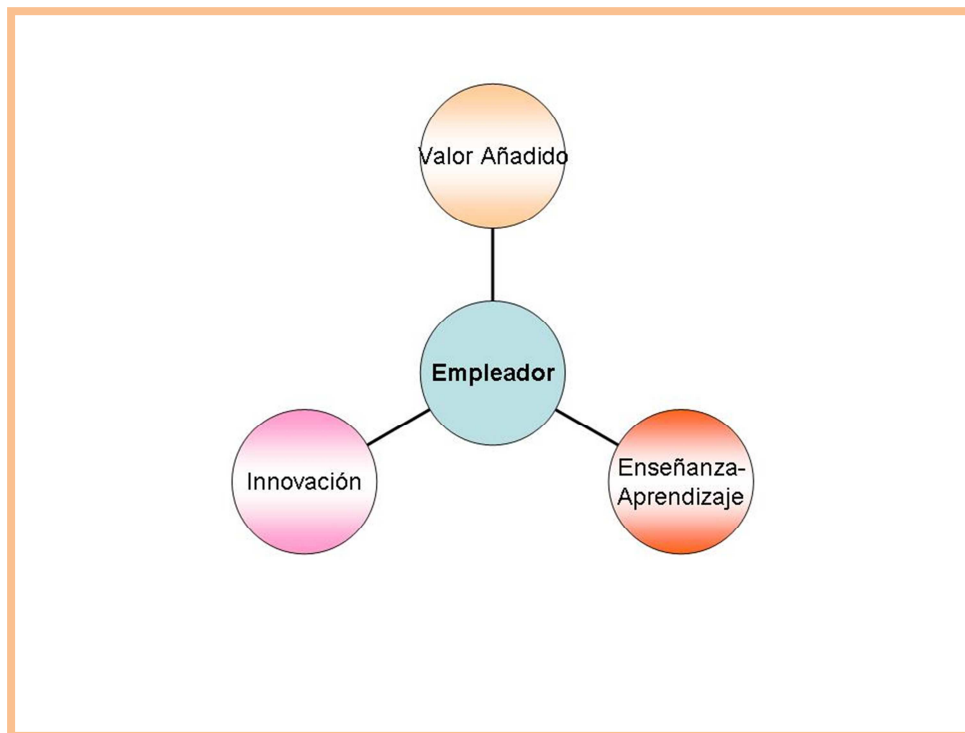 Valor Añadido
Empleador
Innovación
Enseñanza-
Aprendizaje